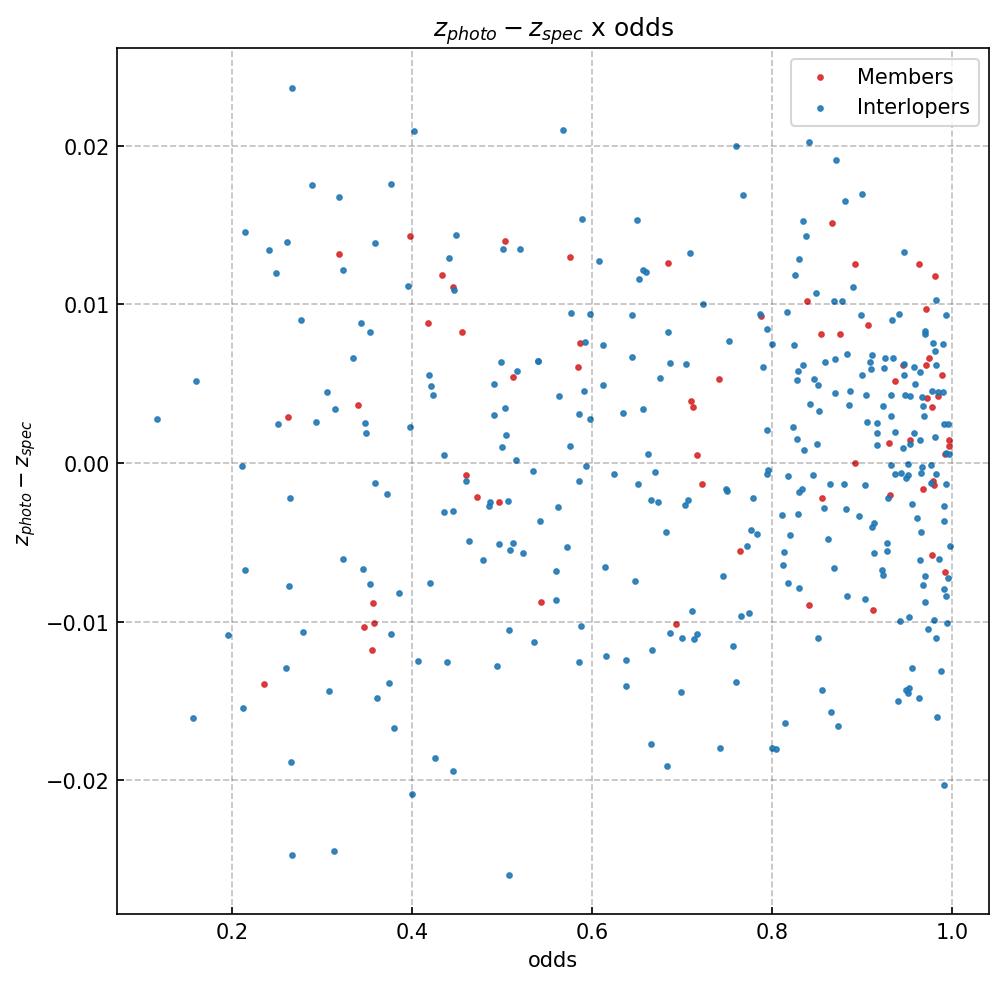 z_photo − z_spec x odds
Members
Interlopers
z_photo − z_spec
0.02
0.01
0.00
−0.01
−0.02
0.2 0.4 0.6 0.8 1.0
odds